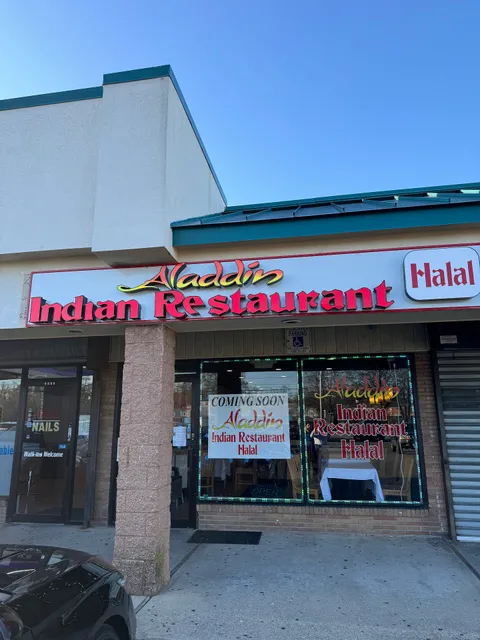 Aladdin
Indian Restaurant
Halal
COMING SOON
Aladdin
Indian Restaurant
Halal
Aladdin
Indian
Restaurant
Halal
NAILS
Walk-ins Welcome